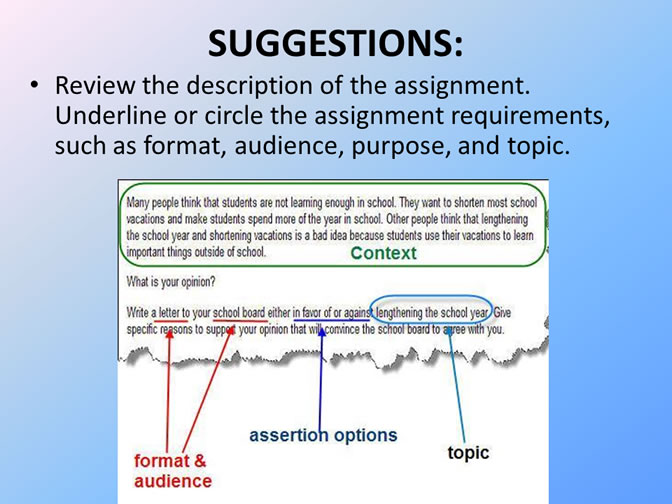 SUGGESTIONS:
• Review the description of the assignment.
Underline or circle the assignment requirements,
such as format, audience, purpose, and topic.
Many people think that students are not learning enough in school. They want to shorten most school
vacations and make students spend more of the year in school. Other people think that lengthening
the school year and shortening vacations is a bad idea because students use their vacations to learn
important things outside of school.
Context
What is your opinion?
Write a letter to your school board either in favor of or against lengthening the school year. Give
specific reasons to support your opinion that will convince the school board to agree with you.
assertion options
topic
format &
audience